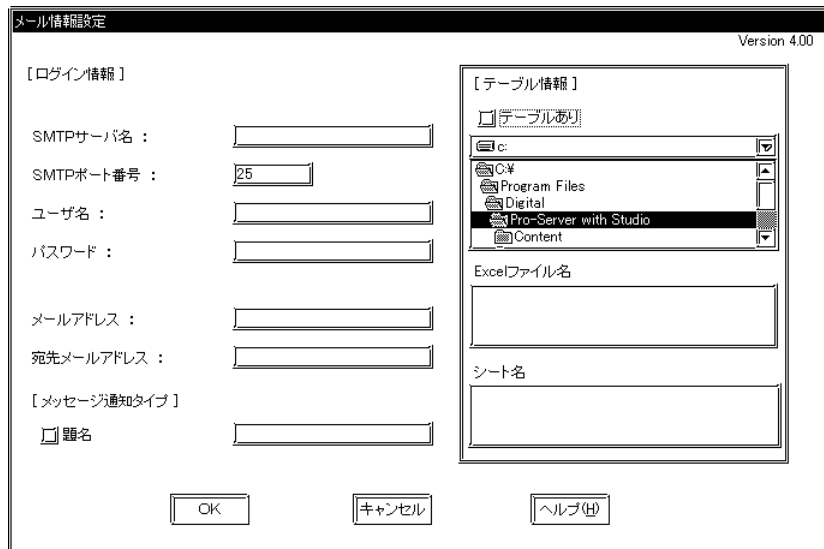 メール情報設定
Version 4.00
[ログイン情報]
SMTPサーバ名 :
SMTPポート番号 :
25
ユーザ名 :
パスワード :
メールアドレス :
宛先メールアドレス :
[メッセージ通知タイプ]
題名
[テーブル情報]
テーブルあり
c:
C:¥
Program Files
Digital
Pro-Server with Studio
Content
Excelファイル名
シート名
OK
キャンセル
ヘルプ(H)